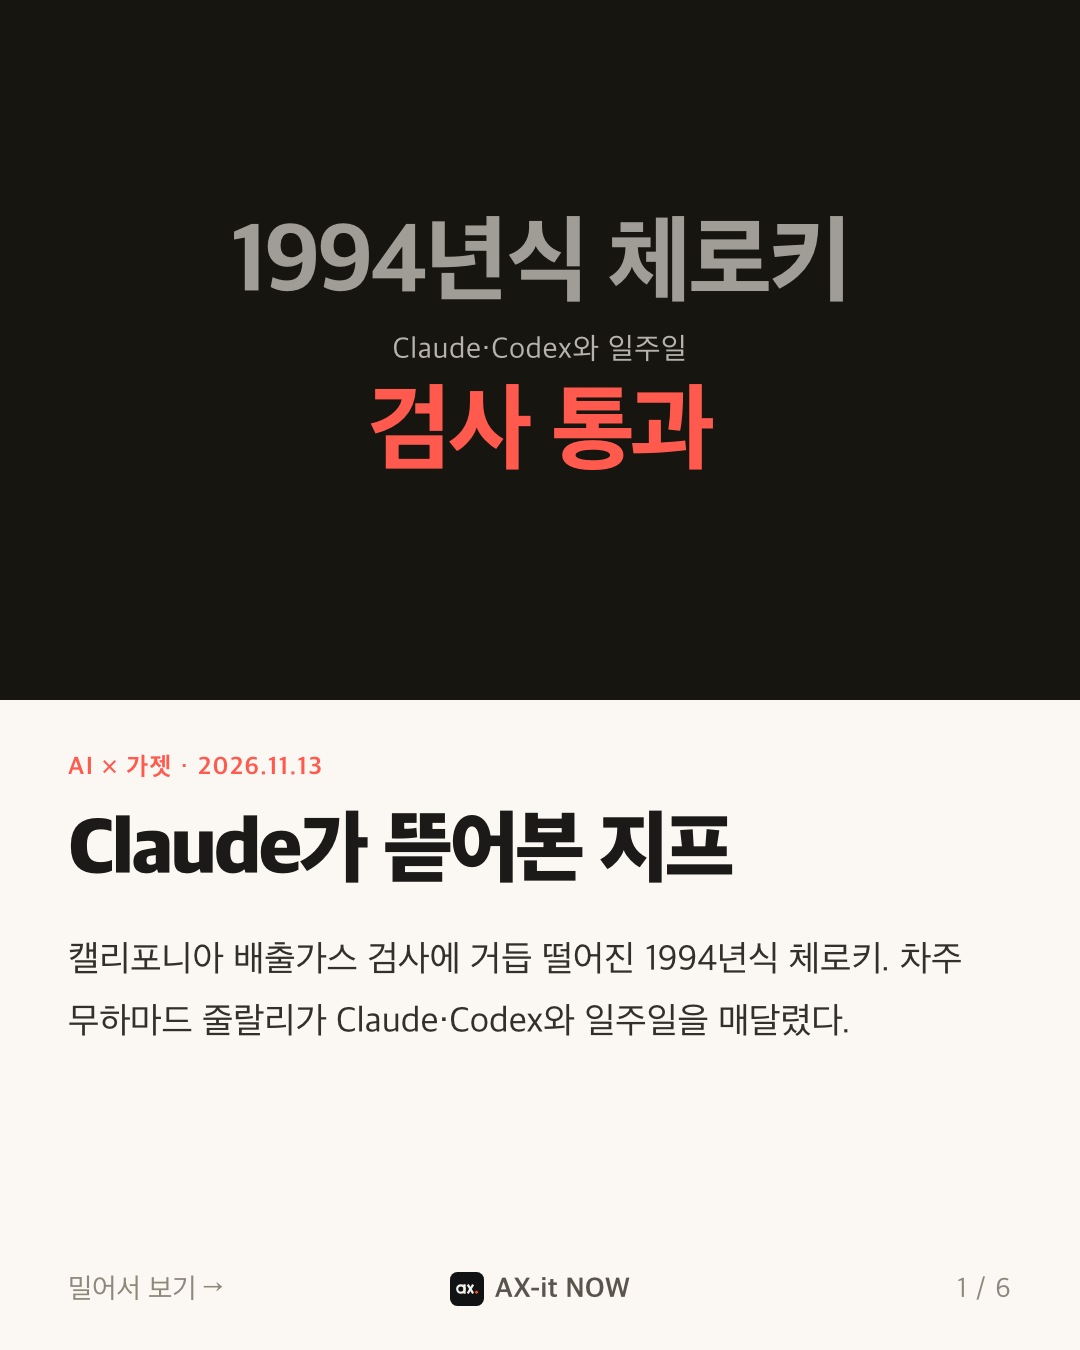 1994년식 체로키
Claude·Codex와 일주일
검사 통과
AI × 가젯 · 2026.11.13
Claude가 뜯어본 지프
캘리포니아 배출가스 검사에 거듭 떨어진 1994년식 체로키. 차주
무하마드 줄랄리가 Claude·Codex와 일주일을 매달렸다.
밀어서 보기 →
ax. AX-it NOW
1 / 6